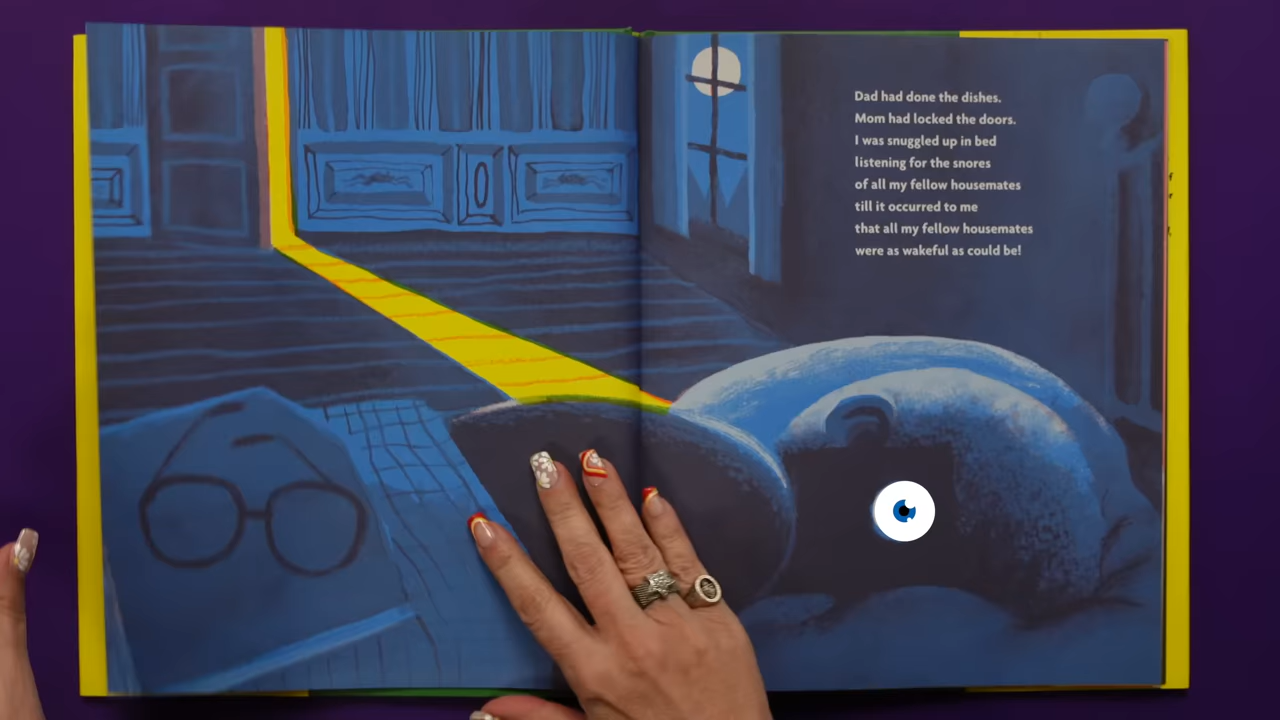 Dad had done the dishes.
Mom had locked the doors.
I was snuggled up in bed
listening for the snores
of all my fellow housemates
till it occurred to me
that all my fellow housemates
were as wakeful as could be!